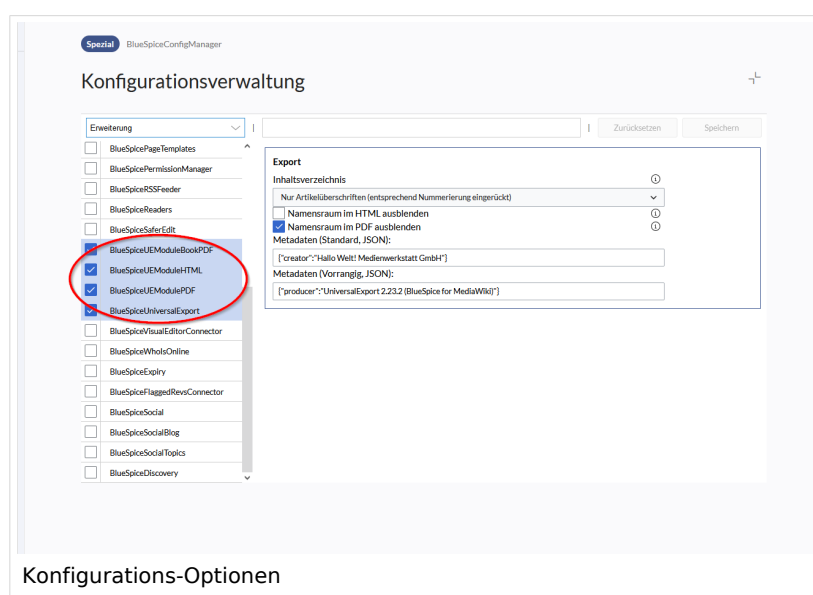 Spezial BlueSpiceConfigManager
Konfigurationsverwaltung
Erweiterung
Zurücksetzen
Speichern
BlueSpicePageTemplates
BlueSpicePermissionManager
BlueSpiceRSSFeeder
BlueSpiceReaders
BlueSpiceSaferEdit
BlueSpiceUEModuleBookPDF
BlueSpiceUEModuleHTML
BlueSpiceUEModulePDF
BlueSpiceUniversalExport
BlueSpiceVisualEditorConnector
BlueSpiceWhoIsOnline
BlueSpiceExpiry
BlueSpiceFlaggedRevsConnector
BlueSpiceSocial
BlueSpiceSocialBlog
BlueSpiceSocialTopics
BlueSpiceDiscovery
Export
Inhaltsverzeichnis
Nur Artikelüberschriften (entsprechend Nummerierung eingerückt)
Namensraum im HTML ausblenden
Namensraum im PDF ausblenden
Metadaten (Standard, JSON):
{"creator":"Hallo Welt! Medienwerkstatt GmbH"}
Metadaten (Vorrangig, JSON):
{"producer":"UniversalExport 2.23.2 (BlueSpice for MediaWiki)"}
Konfigurations-Optionen